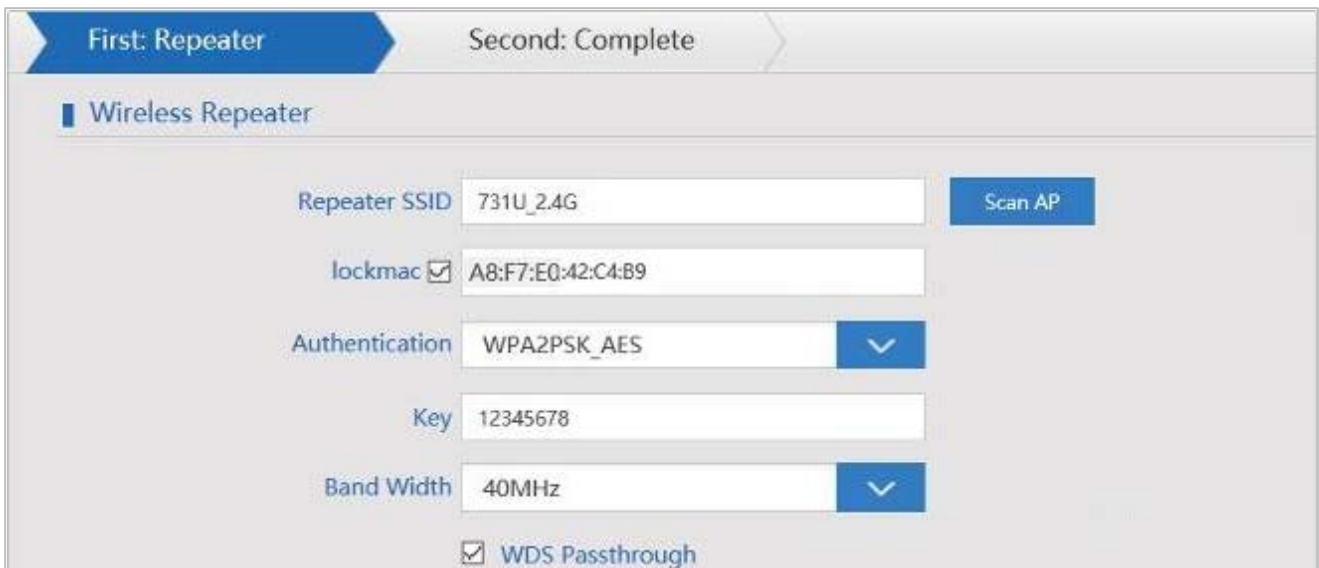 First: Repeater Second: Complete
Wireless Repeater
Repeater SSID 731U_2.4G Scan AP
lockmac A8:F7:E0:42:C4:B9
Authentication WPA2PSK_AES
Key 12345678
Band Width 40MHz
WDS Passthrough